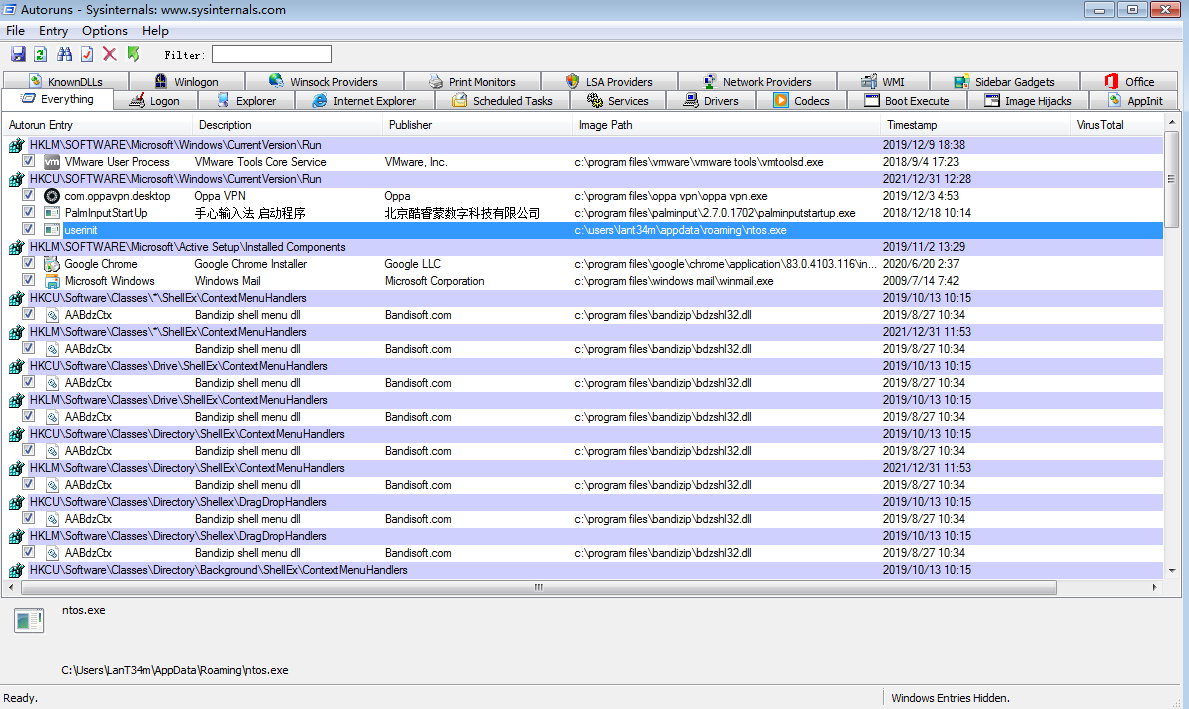 Autoruns - Sysinternals: www.sysinternals.com
File Entry Options Help
Filter:
KnownDLLs Winlogon Winsock Providers Print Monitors LSA Providers Network Providers WMI Sidebar Gadgets Office
Everything Logon Explorer Internet Explorer Scheduled Tasks Services Drivers Codecs Boot Execute Image Hijacks AppInit
Autorun Entry Description Publisher Image Path Timestamp VirusTotal
HKLM\SOFTWARE\Microsoft\Windows\CurrentVersion\Run 2019/12/9 18:38
vm VMware User Process VMware Tools Core Service VMware, Inc. c:\program files\vmware\vmware tools\vmtoolsd.exe 2018/9/4 17:23
HKCU\SOFTWARE\Microsoft\Windows\CurrentVersion\Run 2021/12/31 12:28
com.oppavpn.desktop Oppa VPN Oppa c:\program files\oppa vpn\oppa vpn.exe 2019/12/3 4:53
PalmInputStartUp 手心输入法 启动程序 北京酷睿蒙数字科技有限公司 c:\program files\palminput\2.7.0.1702\palminputstartup.exe 2018/12/18 10:14
userinit c:\users\lant34m\appdata\roaming\ntos.exe
HKLM\SOFTWARE\Microsoft\Active Setup\Installed Components 2019/11/2 13:29
Google Chrome Google Chrome Installer Google LLC c:\program files\google\chrome\application\83.0.4103.116\in... 2020/6/20 2:37
Microsoft Windows Windows Mail Microsoft Corporation c:\program files\windows mail\winmail.exe 2009/7/14 7:42
HKCU\Software\Classes\*\ShellEx\ContextMenuHandlers 2019/10/13 10:15
AABdzCtx Bandizip shell menu dll Bandisoft.com c:\program files\bandizip\bdzshl32.dll 2019/8/27 10:34
HKLM\Software\Classes\*\ShellEx\ContextMenuHandlers 2021/12/31 11:53
AABdzCtx Bandizip shell menu dll Bandisoft.com c:\program files\bandizip\bdzshl32.dll 2019/8/27 10:34
HKCU\Software\Classes\Drive\ShellEx\ContextMenuHandlers 2019/10/13 10:15
AABdzCtx Bandizip shell menu dll Bandisoft.com c:\program files\bandizip\bdzshl32.dll 2019/8/27 10:34
HKLM\Software\Classes\Drive\ShellEx\ContextMenuHandlers 2019/10/13 10:15
AABdzCtx Bandizip shell menu dll Bandisoft.com c:\program files\bandizip\bdzshl32.dll 2019/8/27 10:34
HKCU\Software\Classes\Directory\ShellEx\ContextMenuHandlers 2019/10/13 10:15
AABdzCtx Bandizip shell menu dll Bandisoft.com c:\program files\bandizip\bdzshl32.dll 2019/8/27 10:34
HKLM\Software\Classes\Directory\ShellEx\ContextMenuHandlers 2021/12/31 11:53
AABdzCtx Bandizip shell menu dll Bandisoft.com c:\program files\bandizip\bdzshl32.dll 2019/8/27 10:34
HKCU\Software\Classes\Directory\Shellex\DragDropHandlers 2019/10/13 10:15
AABdzCtx Bandizip shell menu dll Bandisoft.com c:\program files\bandizip\bdzshl32.dll 2019/8/27 10:34
HKLM\Software\Classes\Directory\Shellex\DragDropHandlers 2019/10/13 10:15
AABdzCtx Bandizip shell menu dll Bandisoft.com c:\program files\bandizip\bdzshl32.dll 2019/8/27 10:34
HKCU\Software\Classes\Directory\Background\ShellEx\ContextMenuHandlers 2019/10/13 10:15
ntos.exe
C:\Users\LanT34m\AppData\Roaming\ntos.exe
Ready. Windows Entries Hidden.